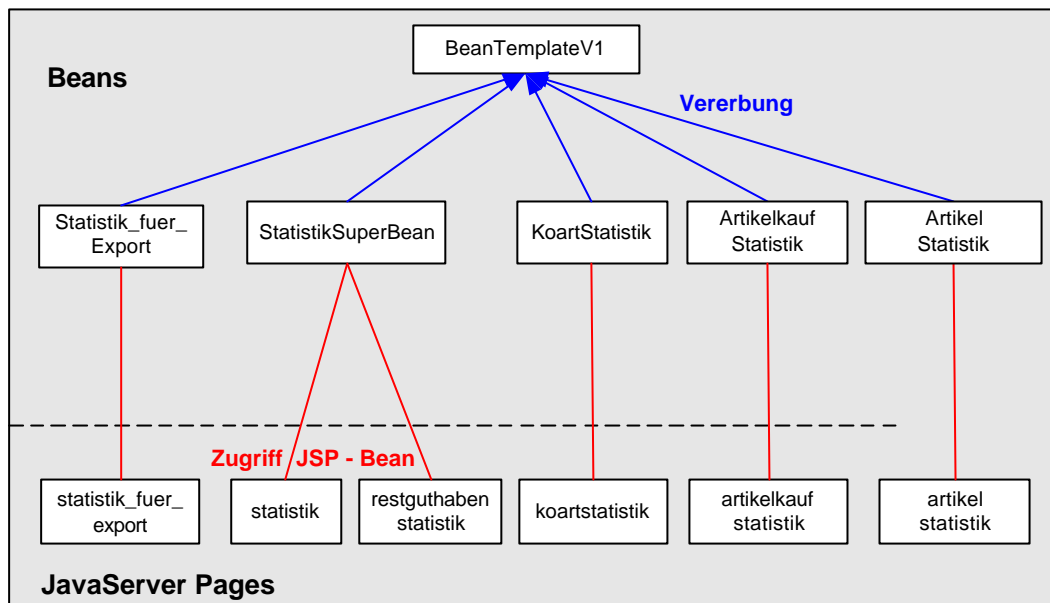 BeanTemplateV1
Beans
Vererbung
Statistik_fuer_
Export
StatistikSuperBean
KoartStatistik
Artikelkauf
Statistik
Artikel
Statistik
Zugriff JSP - Bean
statistik_fuer_
export
statistik
restguthaben
statistik
koartstatistik
artikelkauf
statistik
artikel
statistik
JavaServer Pages